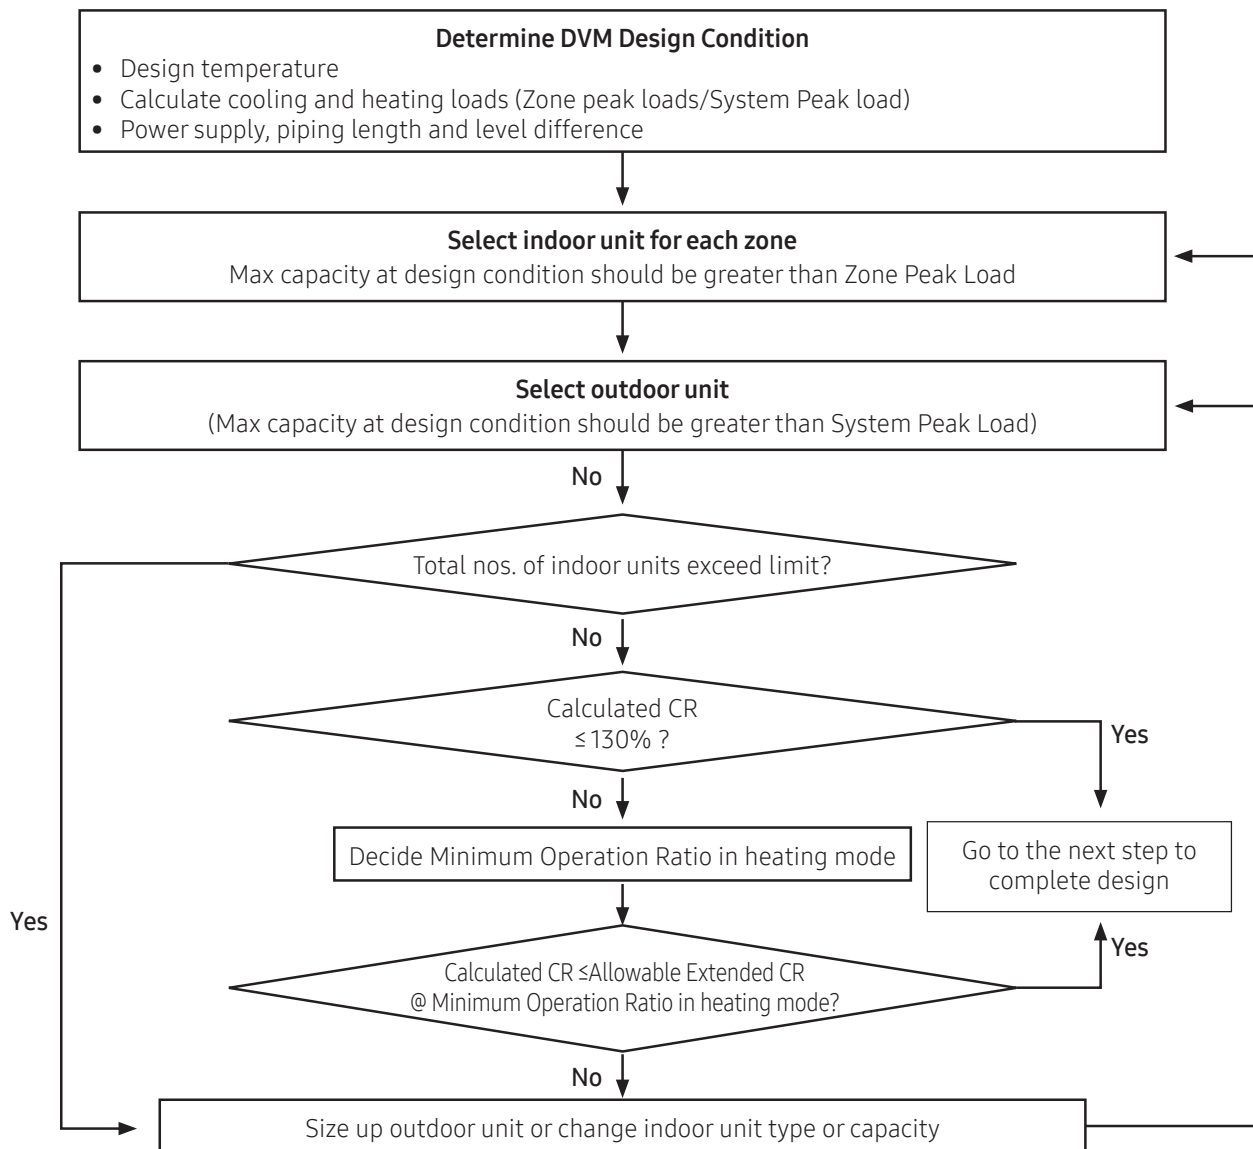 Determine DVM Design Condition
• Design temperature
• Calculate cooling and heating loads (Zone peak loads/System Peak load)
• Power supply, piping length and level difference
Select indoor unit for each zone
Max capacity at design condition should be greater than Zone Peak Load
Select outdoor unit
(Max capacity at design condition should be greater than System Peak Load)
No
Total nos. of indoor units exceed limit?
No
Calculated CR
≤ 130% ?
Yes
No
Decide Minimum Operation Ratio in heating mode
Go to the next step to
complete design
Yes
Yes
Calculated CR ≤Allowable Extended CR
@ Minimum Operation Ratio in heating mode?
No
Size up outdoor unit or change indoor unit type or capacity